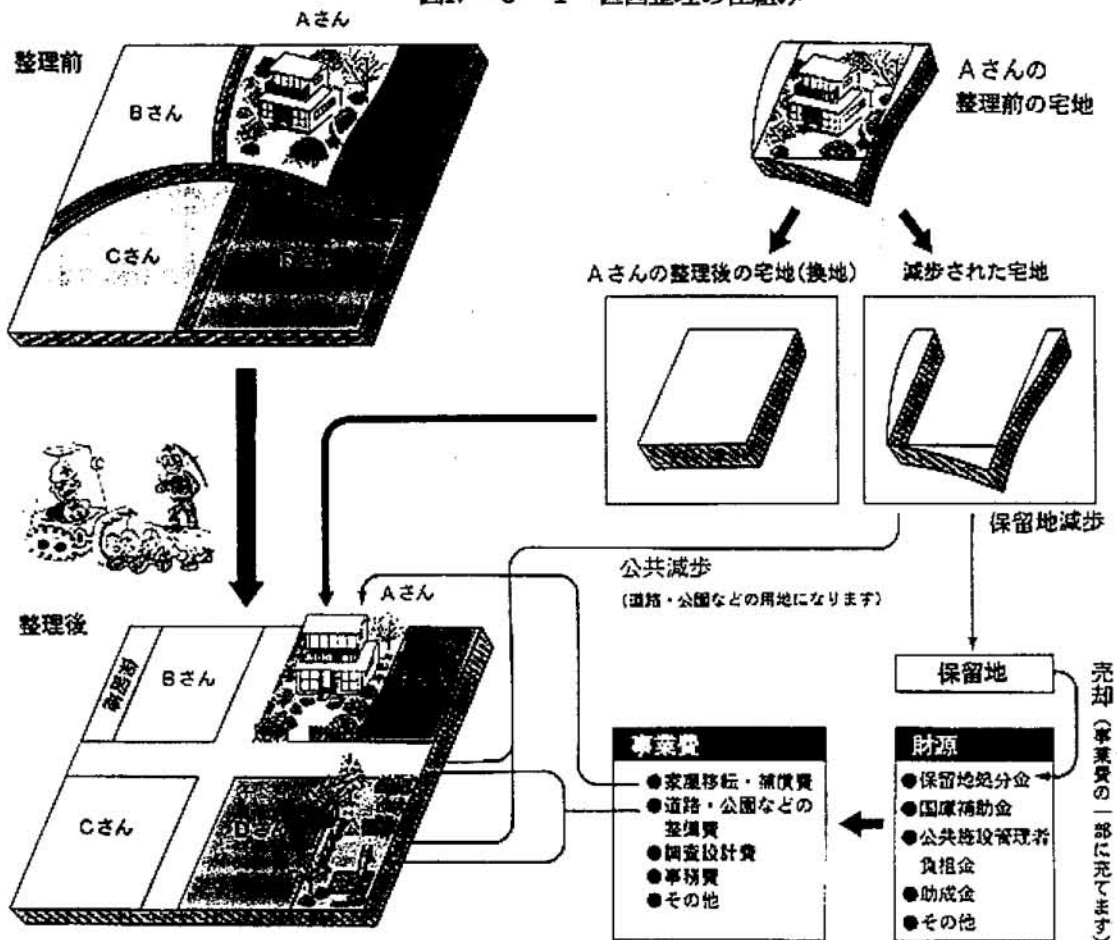 Aさん
整理前
Bさん
Cさん
Aさんの
整理前の宅地
Aさんの整理後の宅地(換地)
減歩された宅地
保留地減歩
公共減歩
(道路・公園などの用地になります)
整理後
Aさん
保留地
Bさん
Cさん
Dさん
保留地
売却(事業費の一部に充てます)
事業費
●家屋移転・補償費
●道路・公園などの
整備費
●調査設計費
●事務費
●その他
財源
●保留地処分金
●国庫補助金
●公共施設管理者
負担金
●助成金
●その他